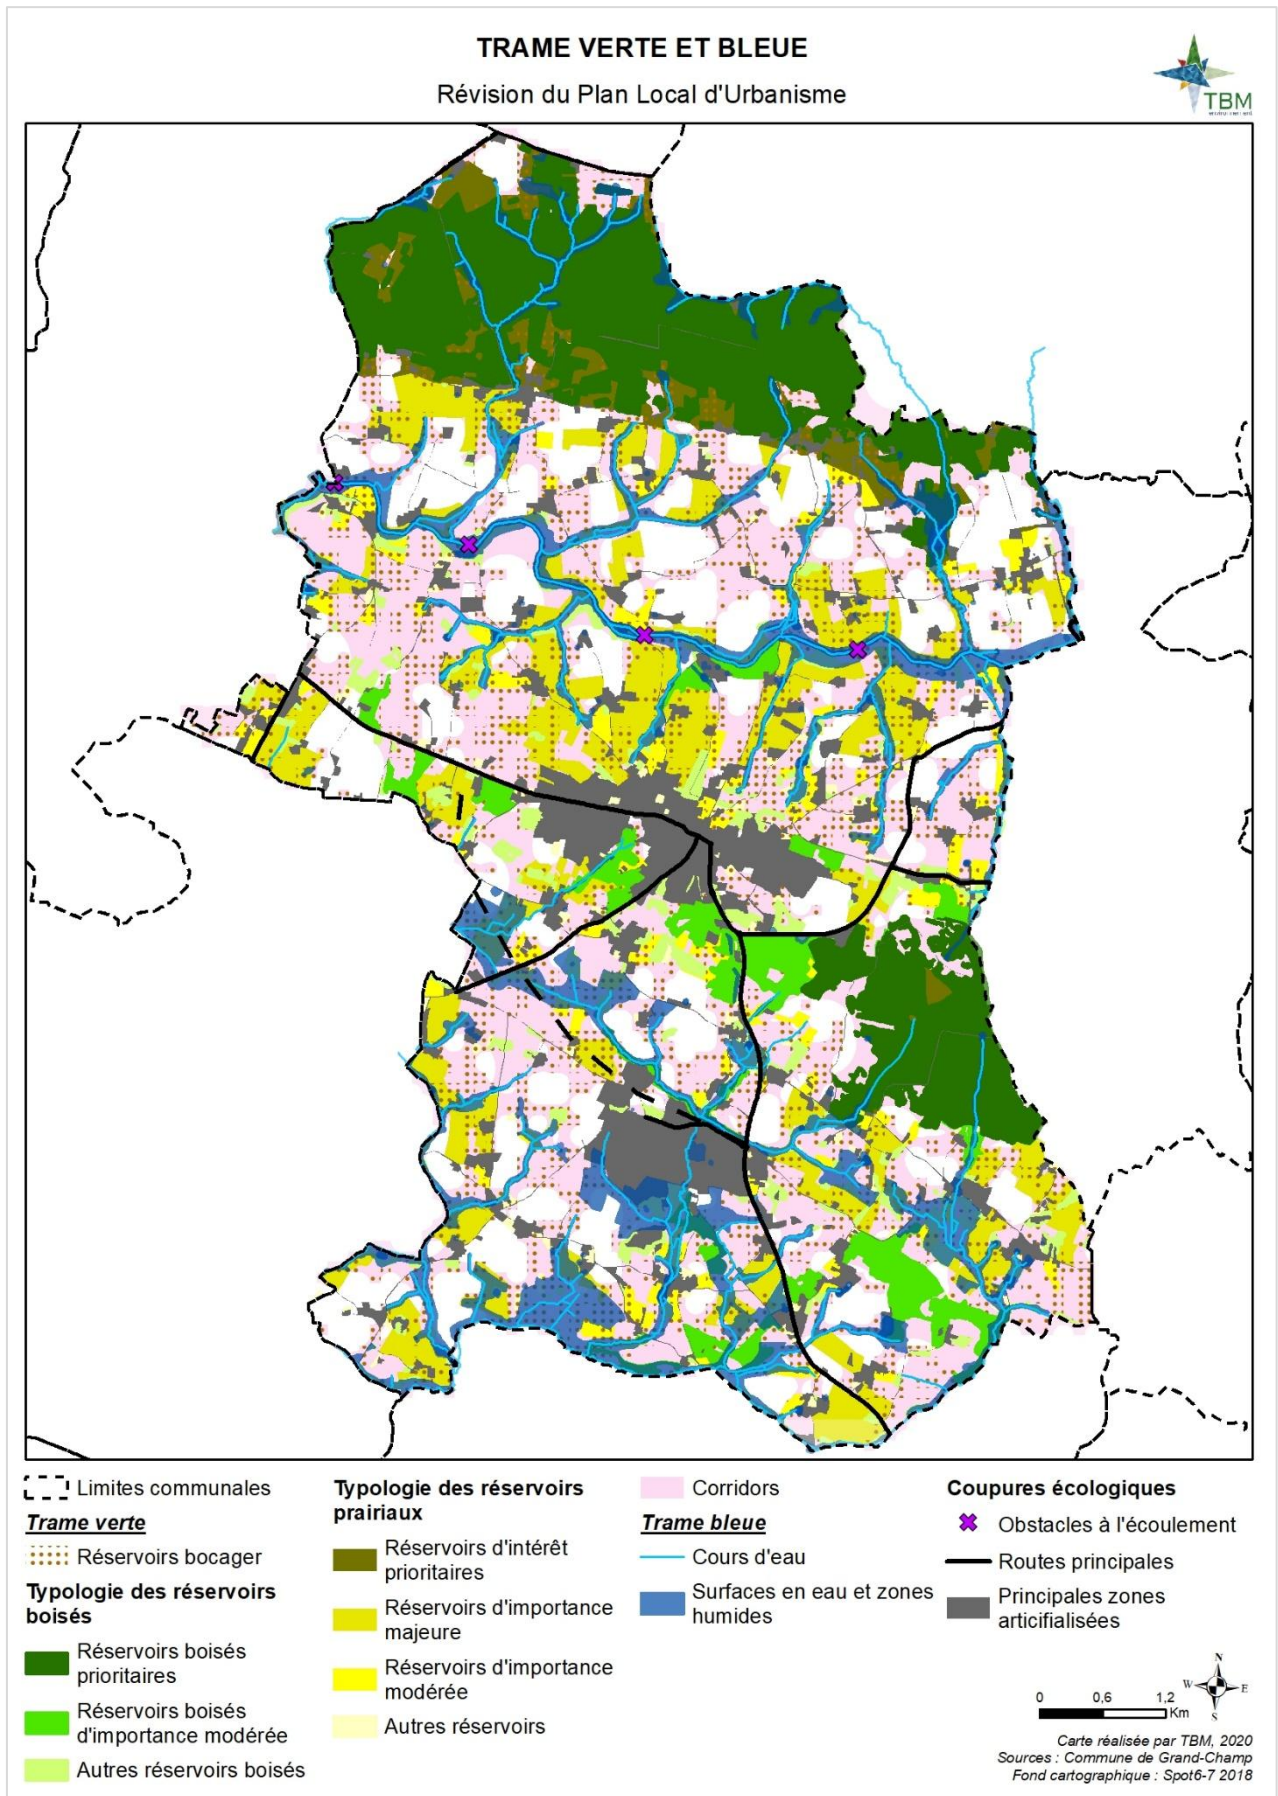 TRAME VERTE ET BLEUE
Révision du Plan Local d'Urbanisme
TBM
environnement
Limites communales
Trame verte
Réservoirs bocager
Typologie des réservoirs
boisés
Réservoirs boisés
prioritaires
Réservoirs boisés
d'importance modérée
Autres réservoirs boisés
Typologie des réservoirs
prairiaux
Réservoirs d'intérêt
prioritaires
Réservoirs d'importance
majeure
Réservoirs d'importance
modérée
Autres réservoirs
Corridors
Trame bleue
Cours d'eau
Surfaces en eau et zones
humides
Coupures écologiques
Obstacles à l'écoulement
Routes principales
Principales zones
articifialisées
N
W E
S
0 0,6 1,2
Km
Carte réalisée par TBM, 2020
Sources : Commune de Grand-Champ
Fond cartographique : Spot6-7 2018